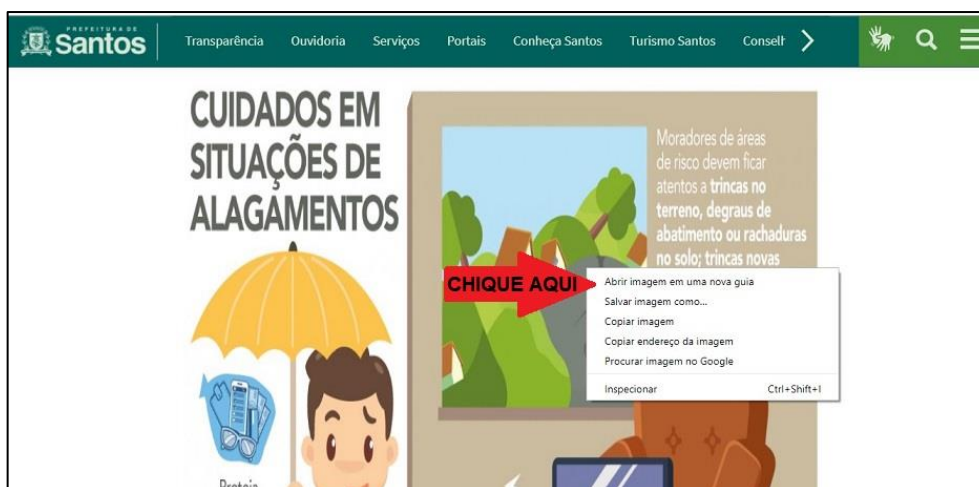 PREFEITURA DE
Santos
Transparência Ouvidoria Serviços Portais Conheça Santos Turismo Santos Conselh
CUIDADOS EM
SITUAÇÕES DE
ALAGAMENTOS
Moradores de áreas
de risco devem ficar
atentos a trincas no
terreno, degraus de
abatimento ou rachaduras
no solo; trincas novas
CHIQUE AQUI
Abrir imagem em uma nova guia
Salvar imagem como...
Copiar imagem
Copiar endereço da imagem
Procurar imagem no Google
Inspecionar Ctrl+Shift+I
Proteja